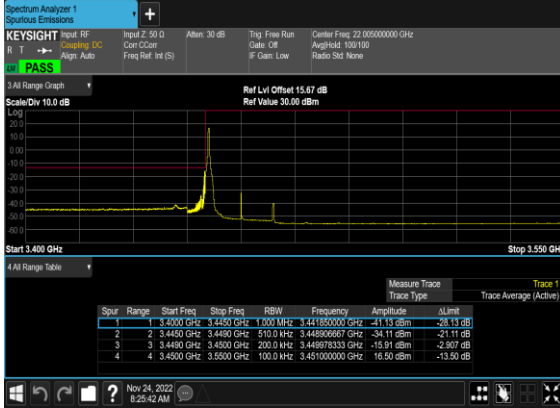 Spectrum Analyzer 1
Spurious Emissions
+
KEYSIGHT Input: RF Input Z: 50 Ω Atten: 30 dB Trig: Free Run Center Freq: 22.005000000 GHz
R T Coupling: DC Corr CCorr Gate: Off Avg|Hold: 100/100
Align: Auto Freq Ref: Int (S) IF Gain: Low Radio Std: None
LXI PASS
3 All Range Graph Ref Lvl Offset 15.67 dB
Scale/Div 10.0 dB Ref Value 30.00 dBm
Log
20.0
10.0
0.00
-10.0
-20.0
-30.0
-40.0
-50.0
-60.0
Start 3.400 GHz Stop 3.550 GH
4 All Range Table
Measure Trace Trace 1
Trace Type Trace Average (Active)
Spur Range Start Freq Stop Freq RBW Frequency Amplitude ΔLimit
1 1 3.4000 GHz 3.4450 GHz 1.000 MHz 3.441850000 GHz -41.13 dBm -28.13 dB
2 2 3.4450 GHz 3.4490 GHz 510.0 kHz 3.448906667 GHz -34.11 dBm -21.11 dB
3 3 3.4490 GHz 3.4500 GHz 200.0 kHz 3.449978333 GHz -15.91 dBm -2.907 dB
4 4 3.4500 GHz 3.5500 GHz 100.0 kHz 3.451000000 GHz 16.50 dBm -13.50 dB
? Nov 24, 2022
8:25:42 AM